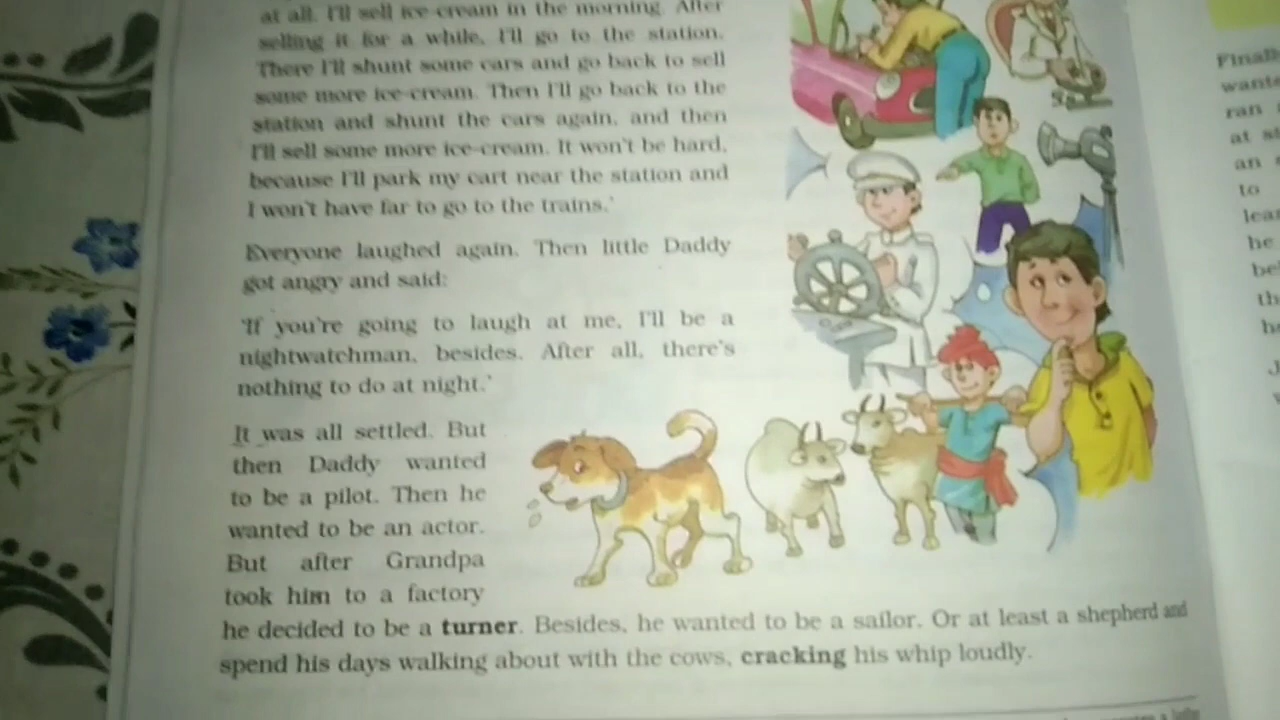 at all. I'll sell ice-cream in the morning. After
selling it for a while, I'll go to the station.
There I'll shunt some cars and go back to sell
some more ice-cream. Then I'll go back to the
station and shunt the cars again, and then
I'll sell some more ice-cream. It won't be hard,
because I'll park my cart near the station and
I won't have far to go to the trains.'
Everyone laughed again. Then little Daddy
got angry and said:
'If you're going to laugh at me, I'll be a
nightwatchman, besides. After all, there's
nothing to do at night.'
It was all settled. But
then Daddy wanted
to be a pilot. Then he
wanted to be an actor.
But after Grandpa
took him to a factory
he decided to be a turner. Besides, he wanted to be a sailor. Or at least a shepherd and
spend his days walking about with the cows, cracking his whip loudly.
ran
at
an
to
he